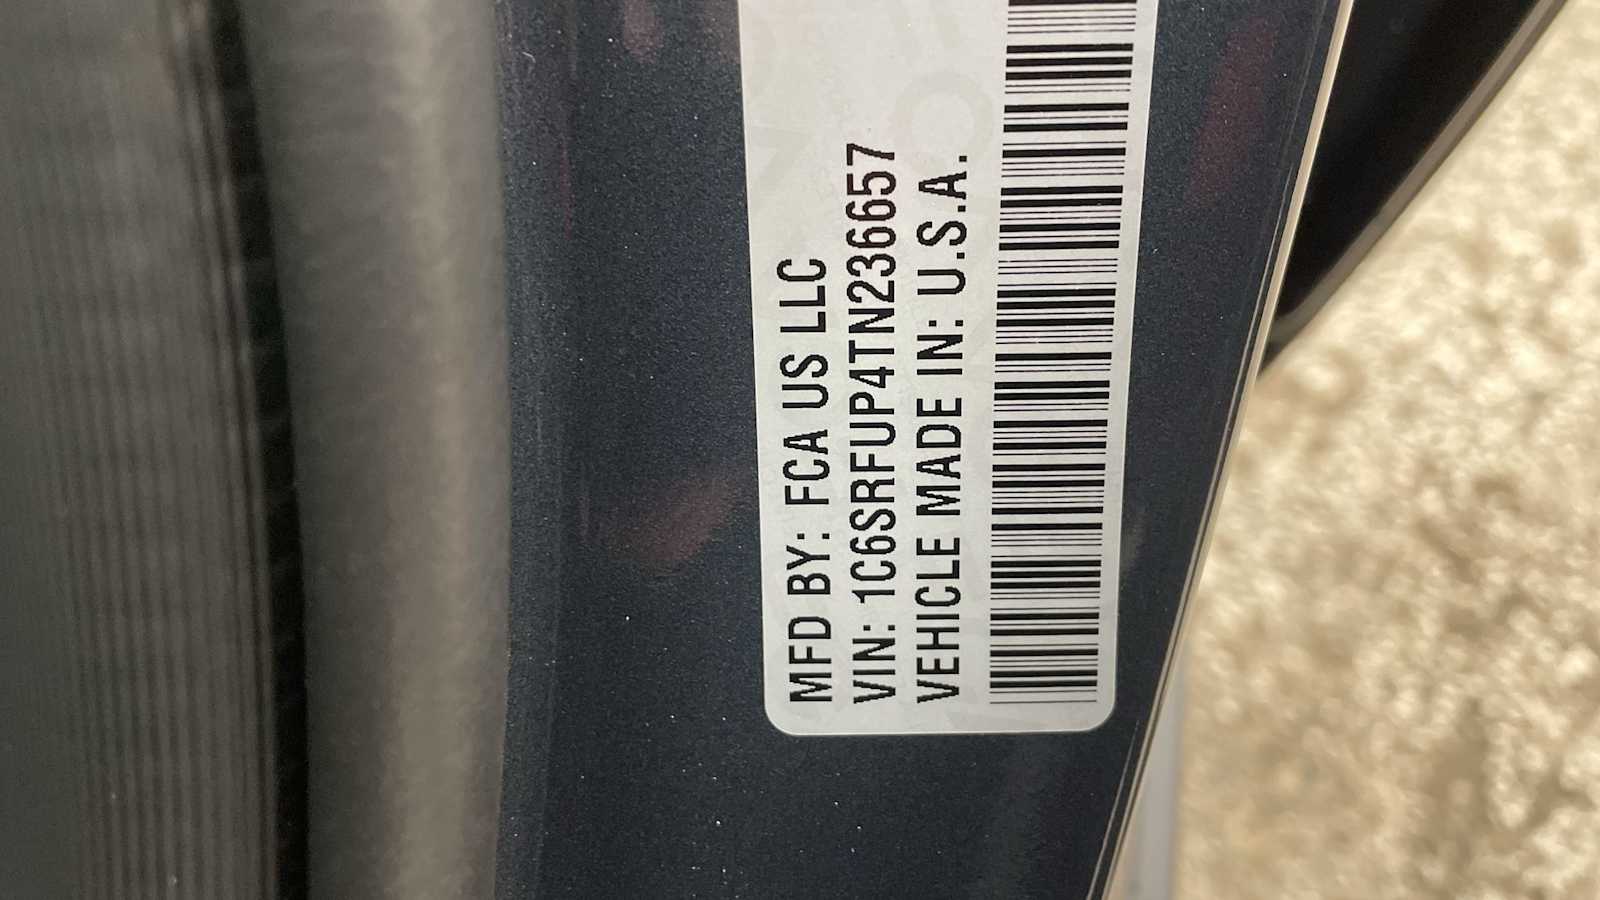 MFD BY: FCA US LLC
VIN: 1C6SRFUP4TN236657
VEHICLE MADE IN: U.S.A.